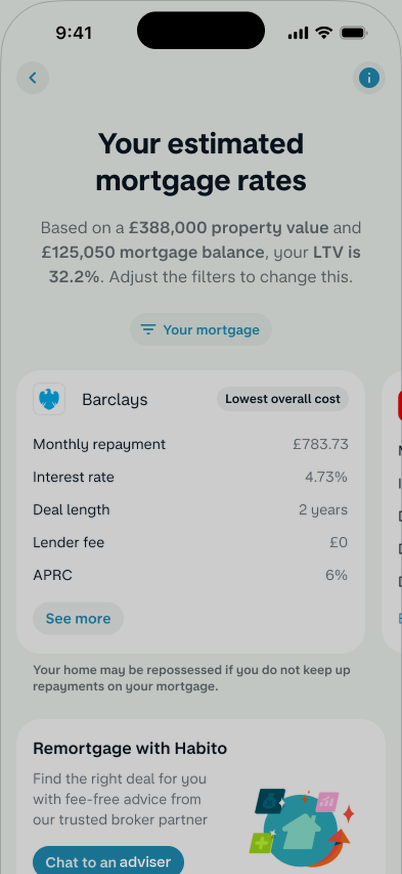 9:41
Your estimated
mortgage rates
Based on a £388,000 property value and
£125,050 mortgage balance, your LTV is
32.2%. Adjust the filters to change this.
Your mortgage
Barclays
Lowest overall cost
Monthly repayment £783.73
Interest rate 4.73%
Deal length 2 years
Lender fee £0
APRC 6%
See more
Your home may be repossessed if you do not keep up
repayments on your mortgage.
Remortgage with Habito
Find the right deal for you
with fee-free advice from
our trusted broker partner
Chat to an adviser